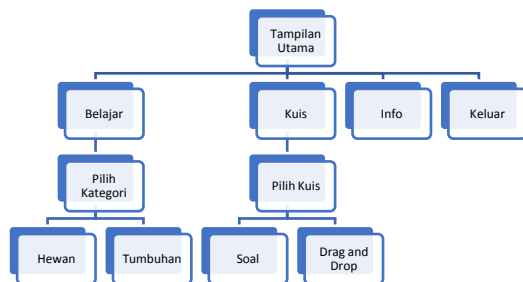 Tampilan
Utama
Belajar
Kuis
Info
Keluar
Pilih
Kategori
Pilih Kuis
Hewan
Tumbuhan
Soal
Drag and
Drop